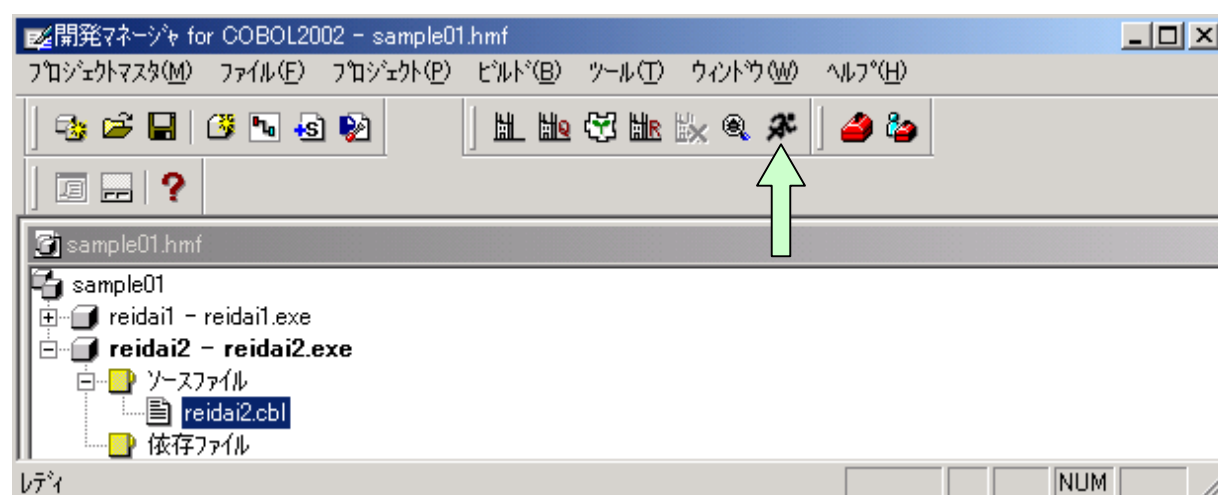 開発ﾏﾈｰｼﾞｬ for COBOL2002 - sample01.hmf
ﾌﾟﾛｼﾞｪｸﾄﾏｽﾀ(M) ﾌｧｲﾙ(F) ﾌﾟﾛｼﾞｪｸﾄ(P) ﾋﾞﾙﾄﾞ(B) ﾂｰﾙ(T) ｳｨﾝﾄﾞｳ(W) ﾍﾙﾌﾟ(H)
sample01.hmf
sample01
reidai1 - reidai1.exe
reidai2 - reidai2.exe
ｿｰｽﾌｧｲﾙ
reidai2.cbl
依存ﾌｧｲﾙ
ﾚﾃﾞｨ NUM